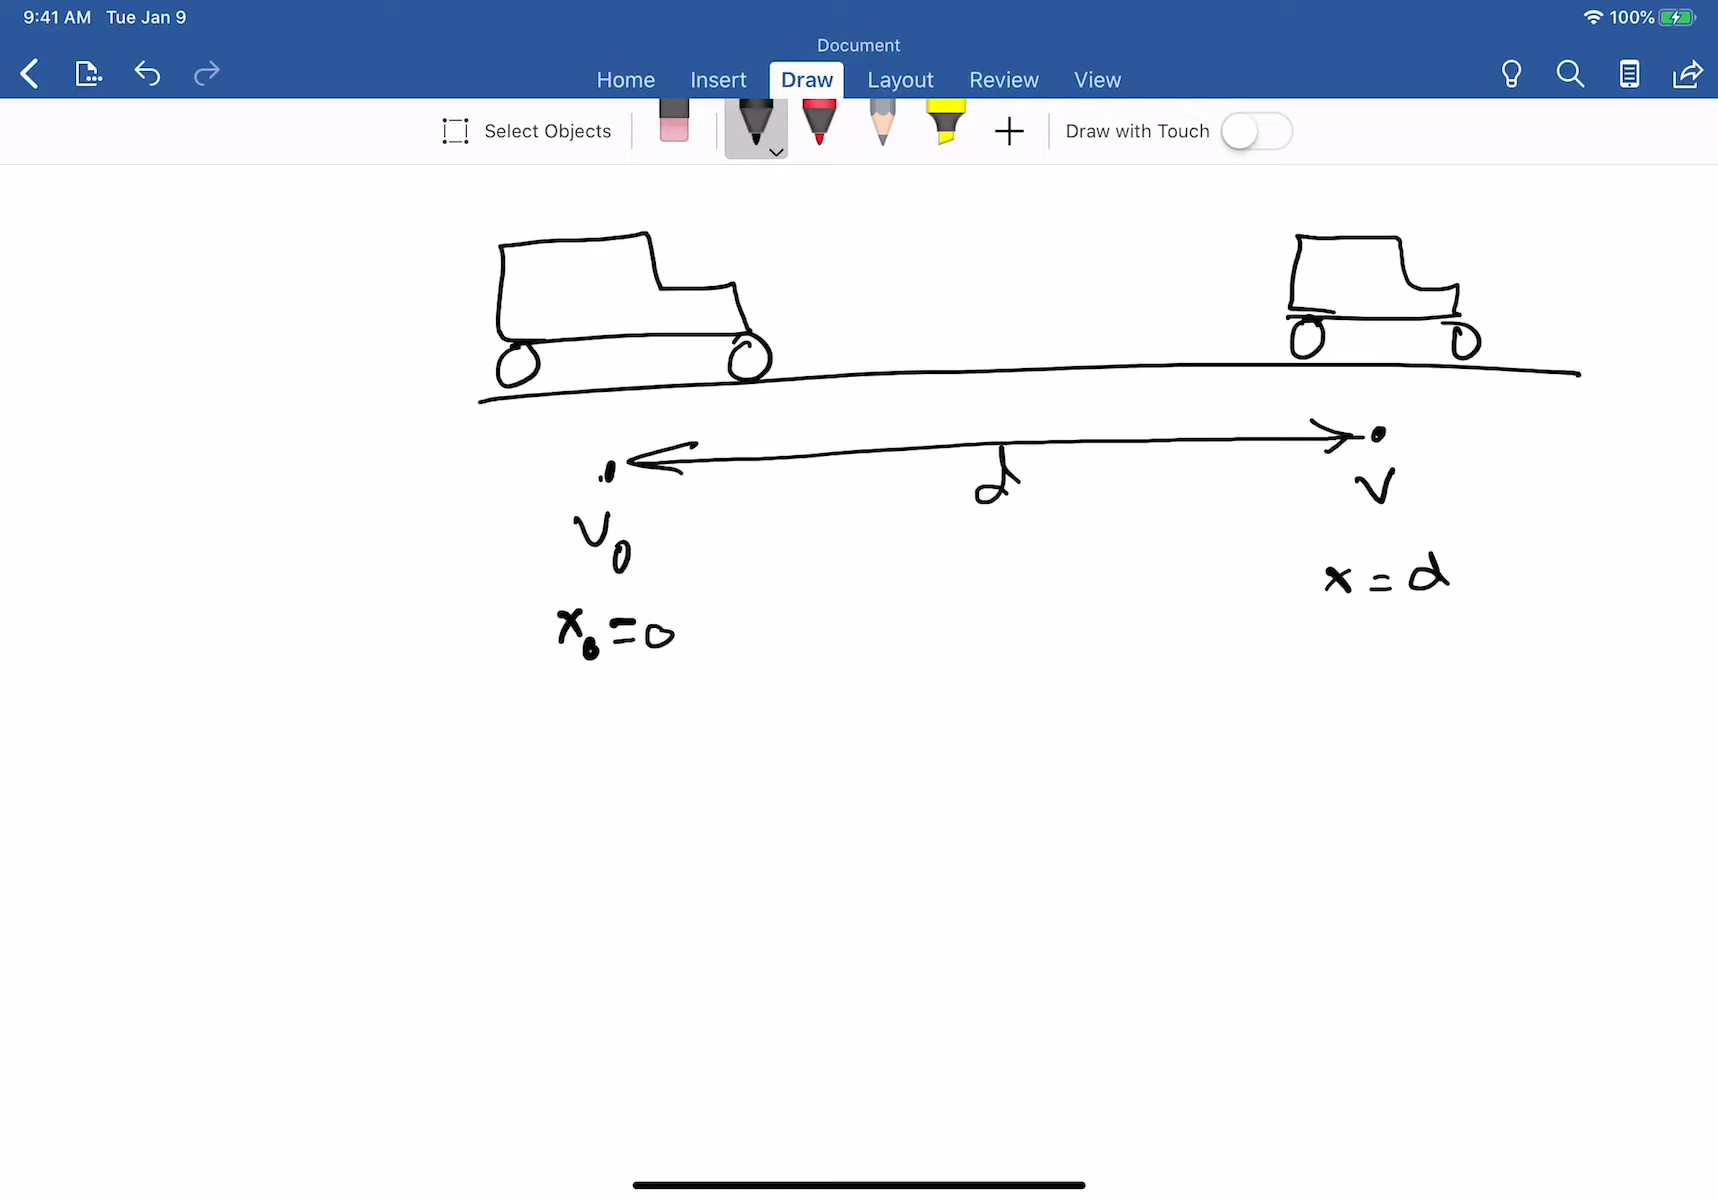 9:41 AM Tue Jan 9 100%
Document
Home Insert Draw Layout Review View
Select Objects Draw with Touch
d
v
v₀
x = d
x₀ = 0